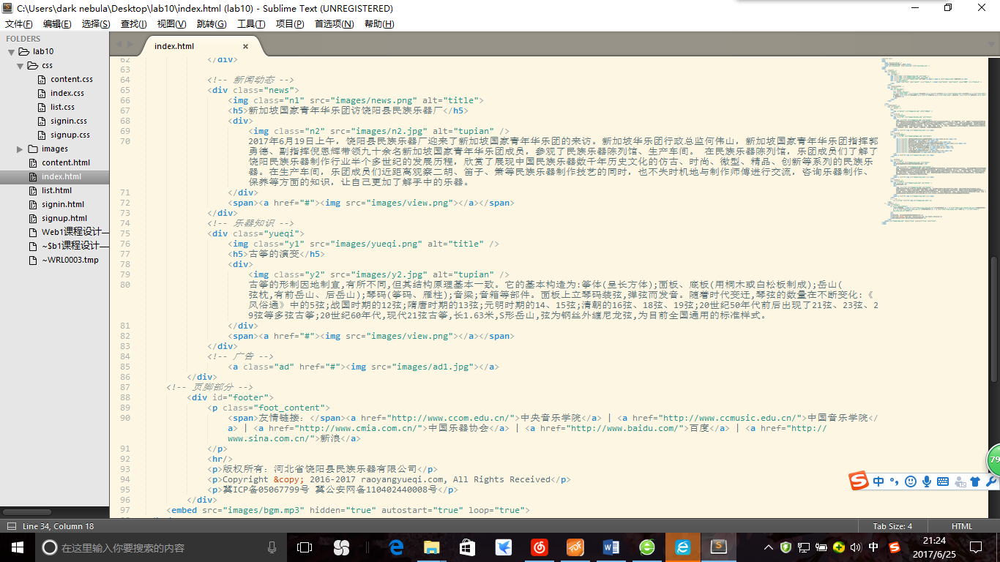 C:\Users\dark nebula\Desktop\lab10\index.html (lab10) - Sublime Text (UNREGISTERED)
文件(F) 编辑(E) 选择(S) 查找(I) 视图(V) 跳转(G) 工具(T) 项目(P) 首选项(N) 帮助(H)
FOLDERS
lab10
css
content.css
index.css
list.css
signin.css
signup.css
images
content.html
index.html
list.html
signin.html
signup.html
Web1课程设计—
~$b1课程设计—
~WRL0003.tmp
index.html
62 </div>
63
64 <!-- 新闻动态 -->
65 <div class="news">
66 <img class="n1" src="images/news.png" alt="title">
67 <h5>新加坡国家青年华乐团访饶阳县民族乐器厂</h5>
68 <div>
69 <img class="n2" src="images/n2.jpg" alt="tupian" />
70 2017年6月19日上午，饶阳县民族乐器厂迎来了新加坡国家青年华乐团的来访。新加坡华乐团行政总监何伟山，新加坡国家青年华乐团指挥郭
勇德、副指挥倪恩辉带领九十余名新加坡国家青年华乐团成员，参观了民族乐器陈列馆、生产车间。 在民族乐器陈列馆，乐团成员们了解了
饶阳民族乐器制作行业半个多世纪的发展历程，欣赏了展现中国民族乐器数千年历史文化的仿古、时尚、微型、精品、创新等系列的民族乐
器。在生产车间，乐团成员们近距离观察二胡、笛子、箫等民族乐器制作技艺的同时，也不失时机地与制作师傅进行交流，咨询乐器制作、
保养等方面的知识，让自己更加了解手中的乐器。
71 </div>
72 <span><a href="#"><img src="images/view.png"></a></span>
73 </div>
74 <!-- 乐器知识 -->
75 <div class="yueqi">
76 <img class="y1" src="images/yueqi.png" alt="title" />
77 <h5>古筝的演变</h5>
78 <div>
79 <img class="y2" src="images/y2.jpg" alt="tupian" />
80 古筝的形制因地制宜,有所不同,但其结构原理基本一致。它的基本构造为:筝体(呈长方体);面板、底板(用桐木或白松板制成);岳山(
弦枕,有前岳山、后岳山);琴码(筝码、雁柱);音梁;音箱等部件。面板上立琴码装弦,弹弦而发音。随着时代变迁,琴弦的数量在不断变化:《
风俗通》中的5弦;战国时期的12弦;隋唐时期的13弦;元明时期的14、15弦;清朝的16弦、18弦、19弦;20世纪50年代前后出现了21弦、23弦、2
9弦等多弦古筝;20世纪60年代,现代21弦古筝,长1.63米,S形岳山,弦为钢丝外缠尼龙弦,为目前全国通用的标准样式。
81 </div>
82 <span><a href="#"><img src="images/view.png"></a></span>
83 </div>
84 <!-- 广告 -->
85 <a class="ad" href="#"><img src="images/ad1.jpg"></a>
86 </div>
87 <!-- 页脚部分 -->
88 <div id="footer">
89 <p class="foot_content">
90 <span>友情链接: </span><a href="http://www.ccom.edu.cn/">中央音乐学院</a> | <a href="http://www.ccmusic.edu.cn/">中国音乐学院</
a> | <a href="http://www.cmia.com.cn/">中国乐器协会</a> | <a href="http://www.baidu.com/">百度</a> | <a href="http://
www.sina.com.cn/">新浪</a>
91 </p>
92 <hr/>
93 <p>版权所有: 河北省饶阳县民族乐器有限公司</p>
94 <p>Copyright &copy; 2016-2017 raoyangyueqi.com, All Rights Received</p>
95 <p>冀ICP备05067799号 冀公安网备110402440008号</p>
96 </div>
97 <embed src="images/bgm.mp3" hidden="true" autostart="true" loop="true">
79
中
Line 34, Column 18
Tab Size: 4
HTML
在这里输入你要搜索的内容
中
21:24
2017/6/25